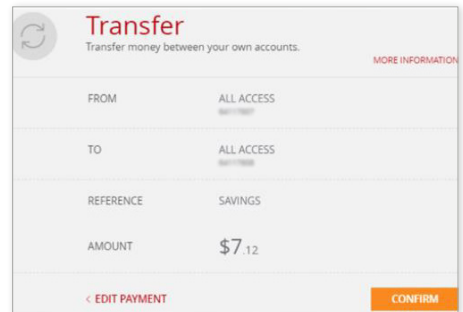 Transfer
Transfer money between your own accounts.
MORE INFORMATION
FROM ALL ACCESS
TO ALL ACCESS
REFERENCE SAVINGS
AMOUNT $7.12
< EDIT PAYMENT CONFIRM